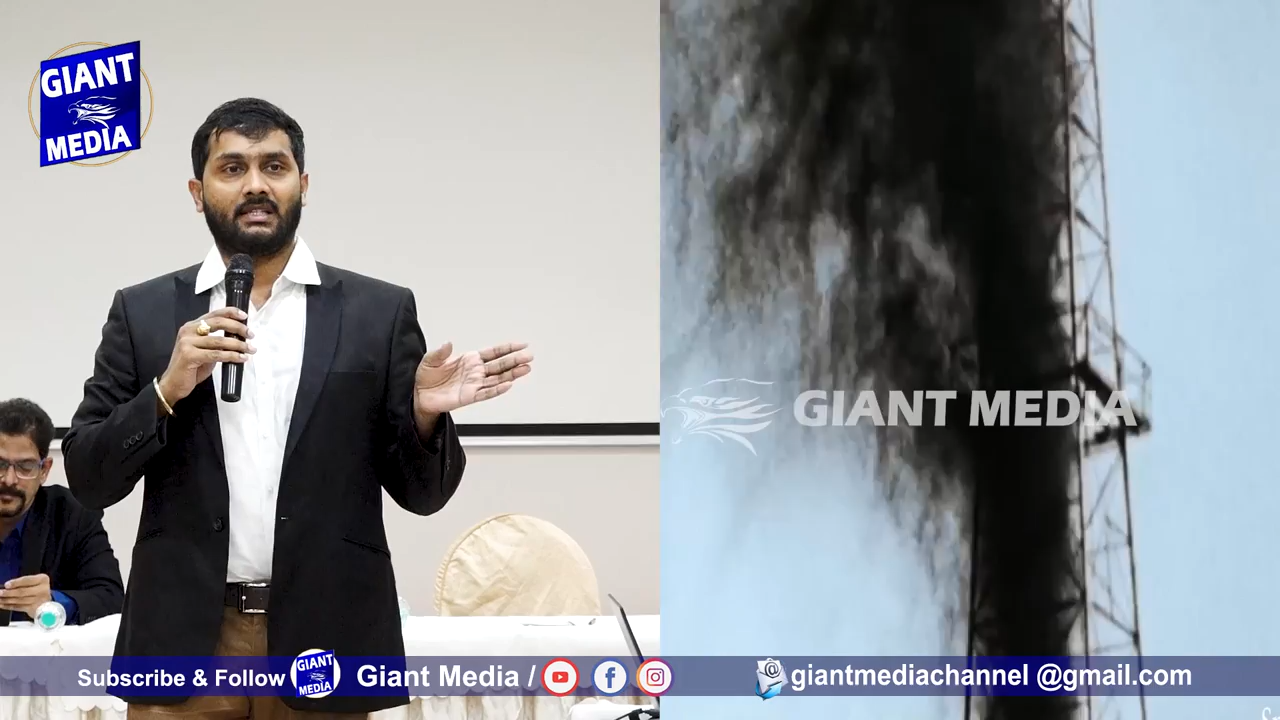 GIANT
MEDIA
GIANT MEDIA
Subscribe & Follow
GIANT
MEDIA
Giant Media /
giantmediachannel @gmail.com